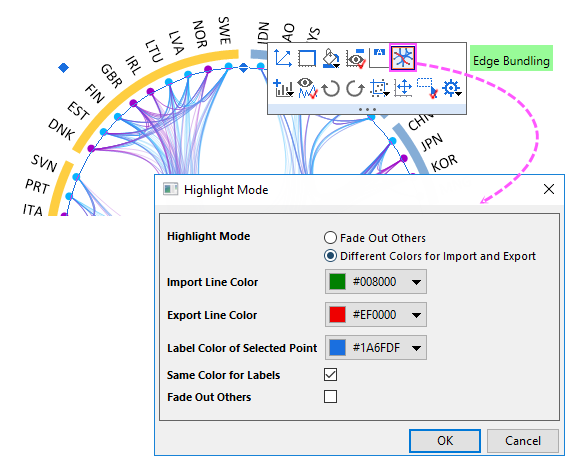 SWE
NOR
LVA
LTU
IRL
GBR
FIN
EST
DNK
SVN
PRT
ITA
IDN
AO
YS
A
Edge Bundling
CHN
JPN
KOR
Highlight Mode
Highlight Mode
Fade Out Others
Different Colors for Import and Export
Import Line Color
#008000
Export Line Color
#EF0000
Label Color of Selected Point
#1A6FDF
Same Color for Labels
Fade Out Others
OK
Cancel